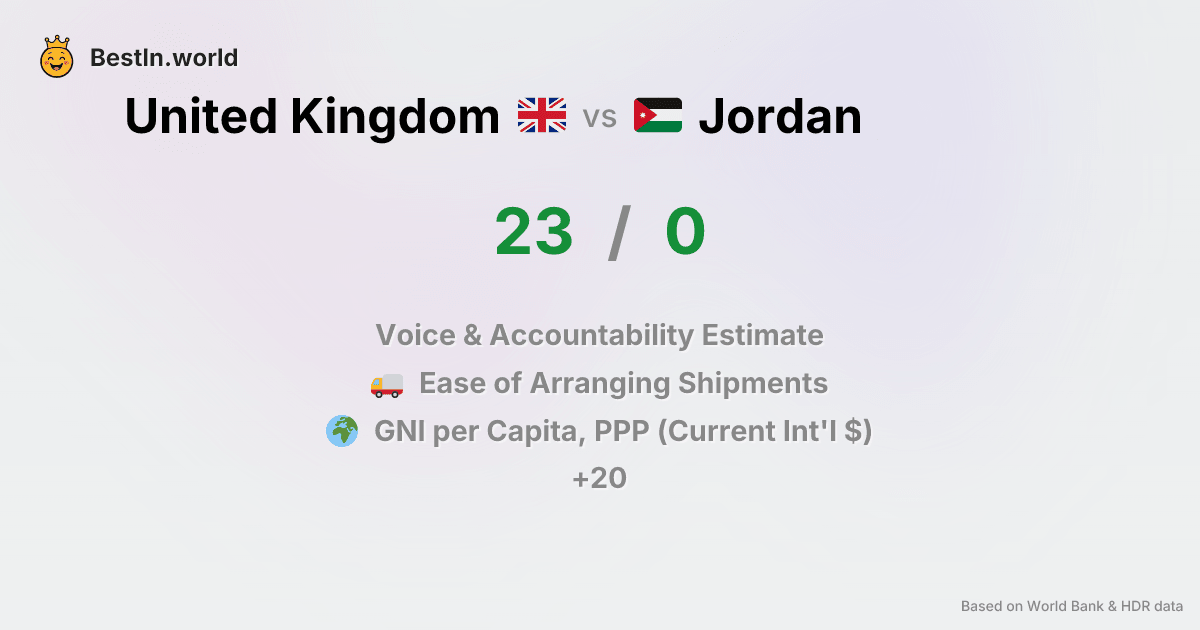 BestIn.world
United Kingdom vs Jordan
23 / 0
Voice & Accountability Estimate
Ease of Arranging Shipments
GNI per Capita, PPP (Current Int'l $)
+20
Based on World Bank & HDR data